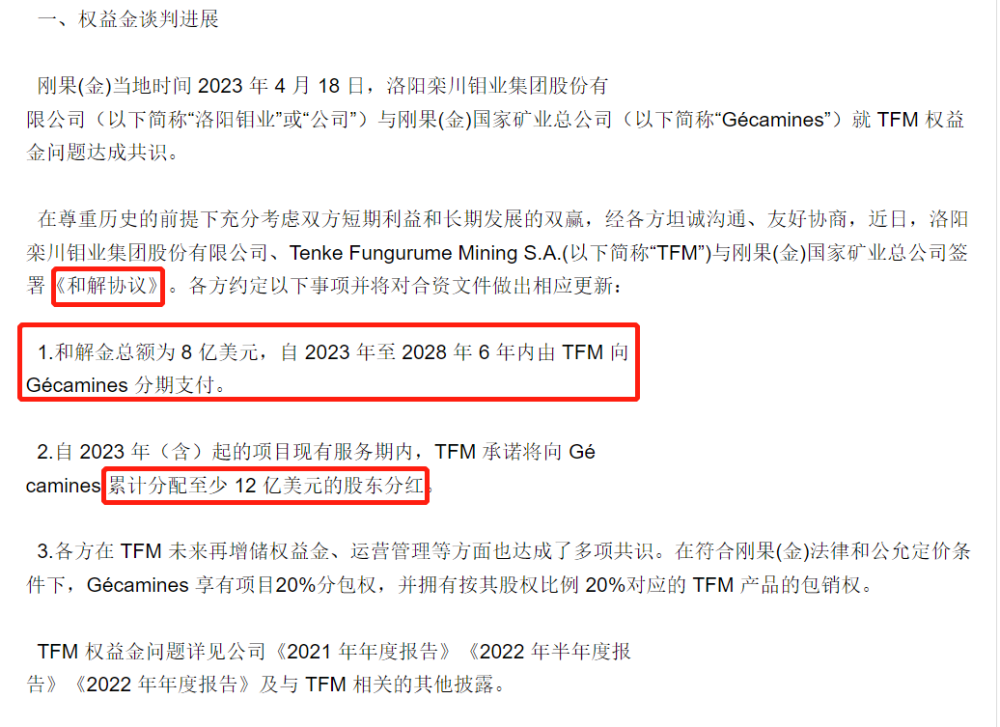 一、权益金谈判进展
刚果(金)当地时间 2023 年 4 月 18 日，洛阳栾川钼业集团股份有
限公司（以下简称“洛阳钼业”或“公司”）与刚果(金)国家矿业总公司（以下简称“Gécamines”）就 TFM 权益
金问题达成共识。
在尊重历史的前提下充分考虑双方短期利益和长期发展的双赢，经各方坦诚沟通、友好协商，近日，洛阳
栾川钼业集团股份有限公司、Tenke Fungurume Mining S.A.(以下简称“TFM”)与刚果(金)国家矿业总公司签
署《和解协议》。各方约定以下事项并将对合资文件做出相应更新：
1.和解金总额为 8 亿美元，自 2023 年至 2028 年 6 年内由 TFM 向
Gécamines 分期支付。
2.自 2023 年（含）起的项目现有服务期内，TFM 承诺将向 Gé
camines 累计分配至少 12 亿美元的股东分红。
3.各方在 TFM 未来再增储权益金、运营管理等方面也达成了多项共识。在符合刚果(金)法律和公允定价条
件下，Gécamines 享有项目20%分包权，并拥有按其股权比例 20%对应的 TFM 产品的包销权。
TFM 权益金问题详见公司《2021 年年度报告》《2022 年半年度报
告》《2022 年年度报告》及与 TFM 相关的其他披露。